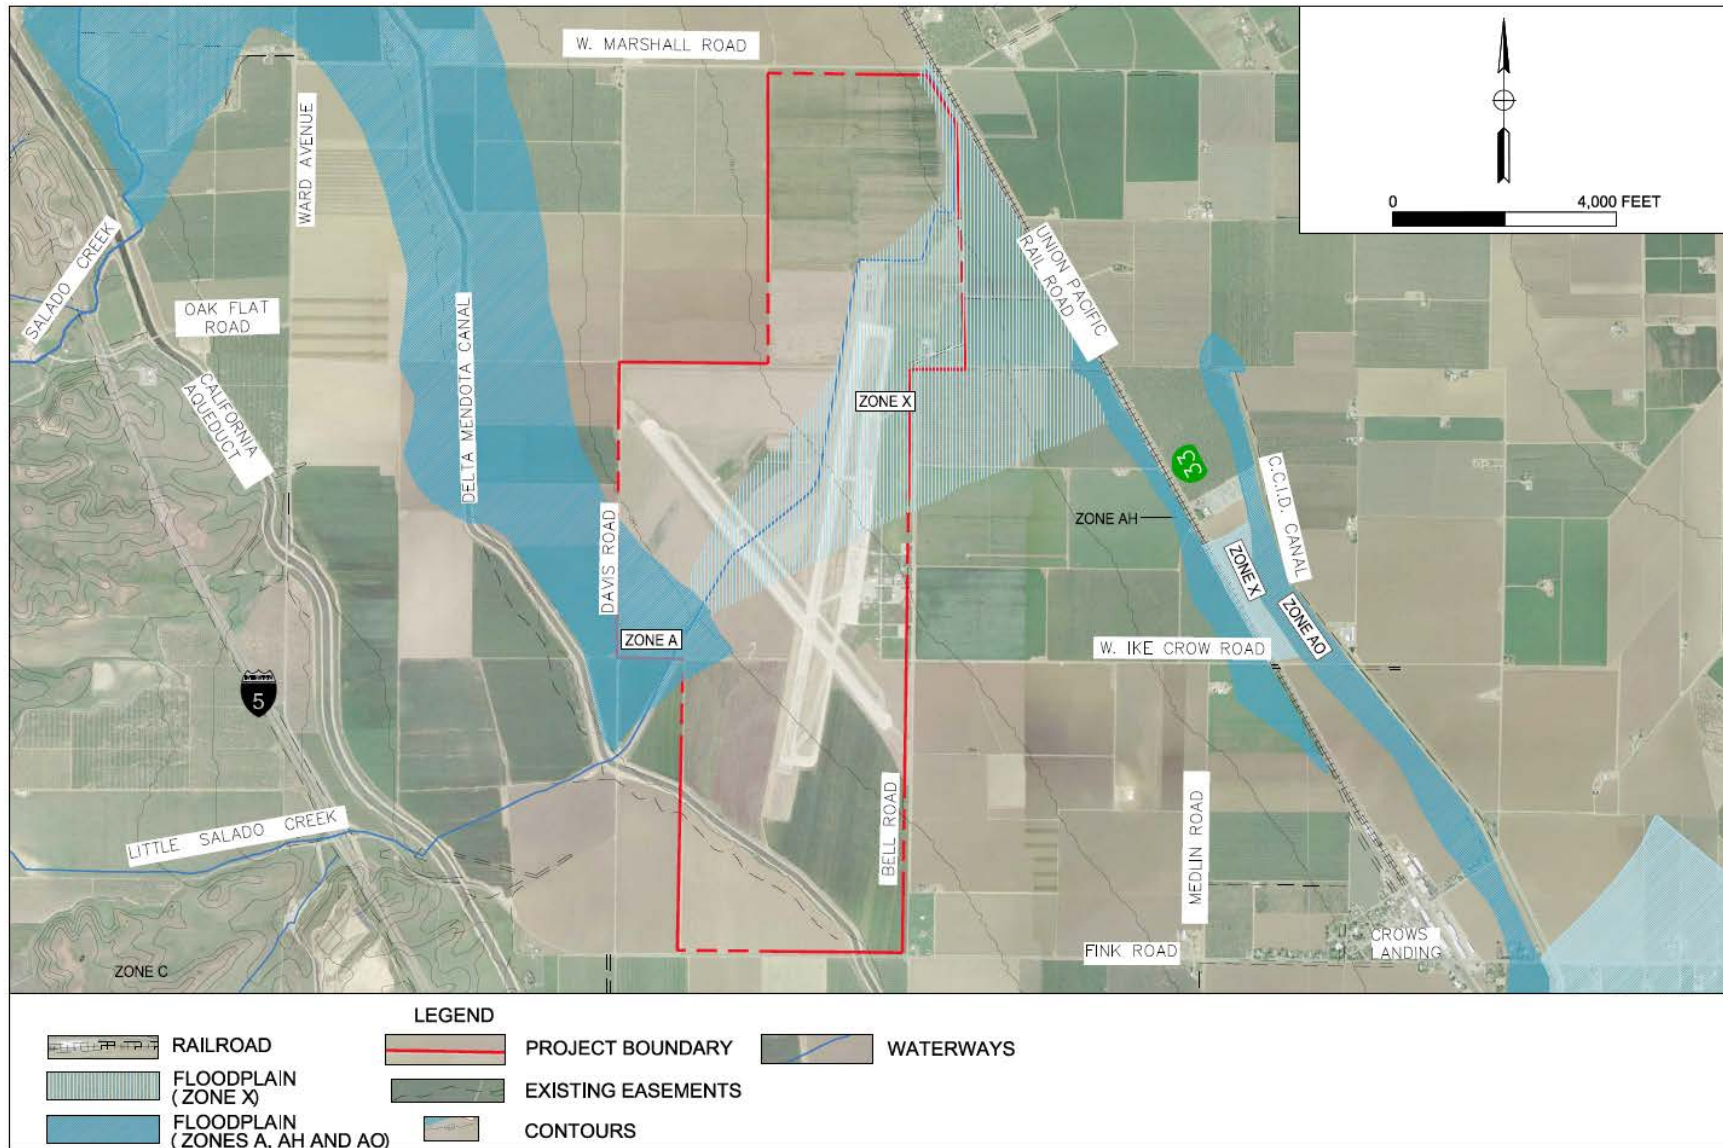 W. MARSHALL ROAD
0
4,000 FEET
WARD AVENUE
SALADO CREEK
OAK FLAT
ROAD
CALIFORNIA
AQUEDUCT
DELTA MENDOTA CANAL
UNION PACIFIC
RAIL ROAD
ZONE X
33
C.C.I.D. CANAL
ZONE AH
DAVIS ROAD
ZONE X
ZONE AO
ZONE A
W. IKE CROW ROAD
5
LITTLE SALADO CREEK
BELL ROAD
MEDLIN ROAD
ZONE C
FINK ROAD
CROWS
LANDING
LEGEND
RAILROAD
PROJECT BOUNDARY
WATERWAYS
FLOODPLAIN
( ZONE X)
EXISTING EASEMENTS
FLOODPLAIN
( ZONES A, AH AND AO)
CONTOURS